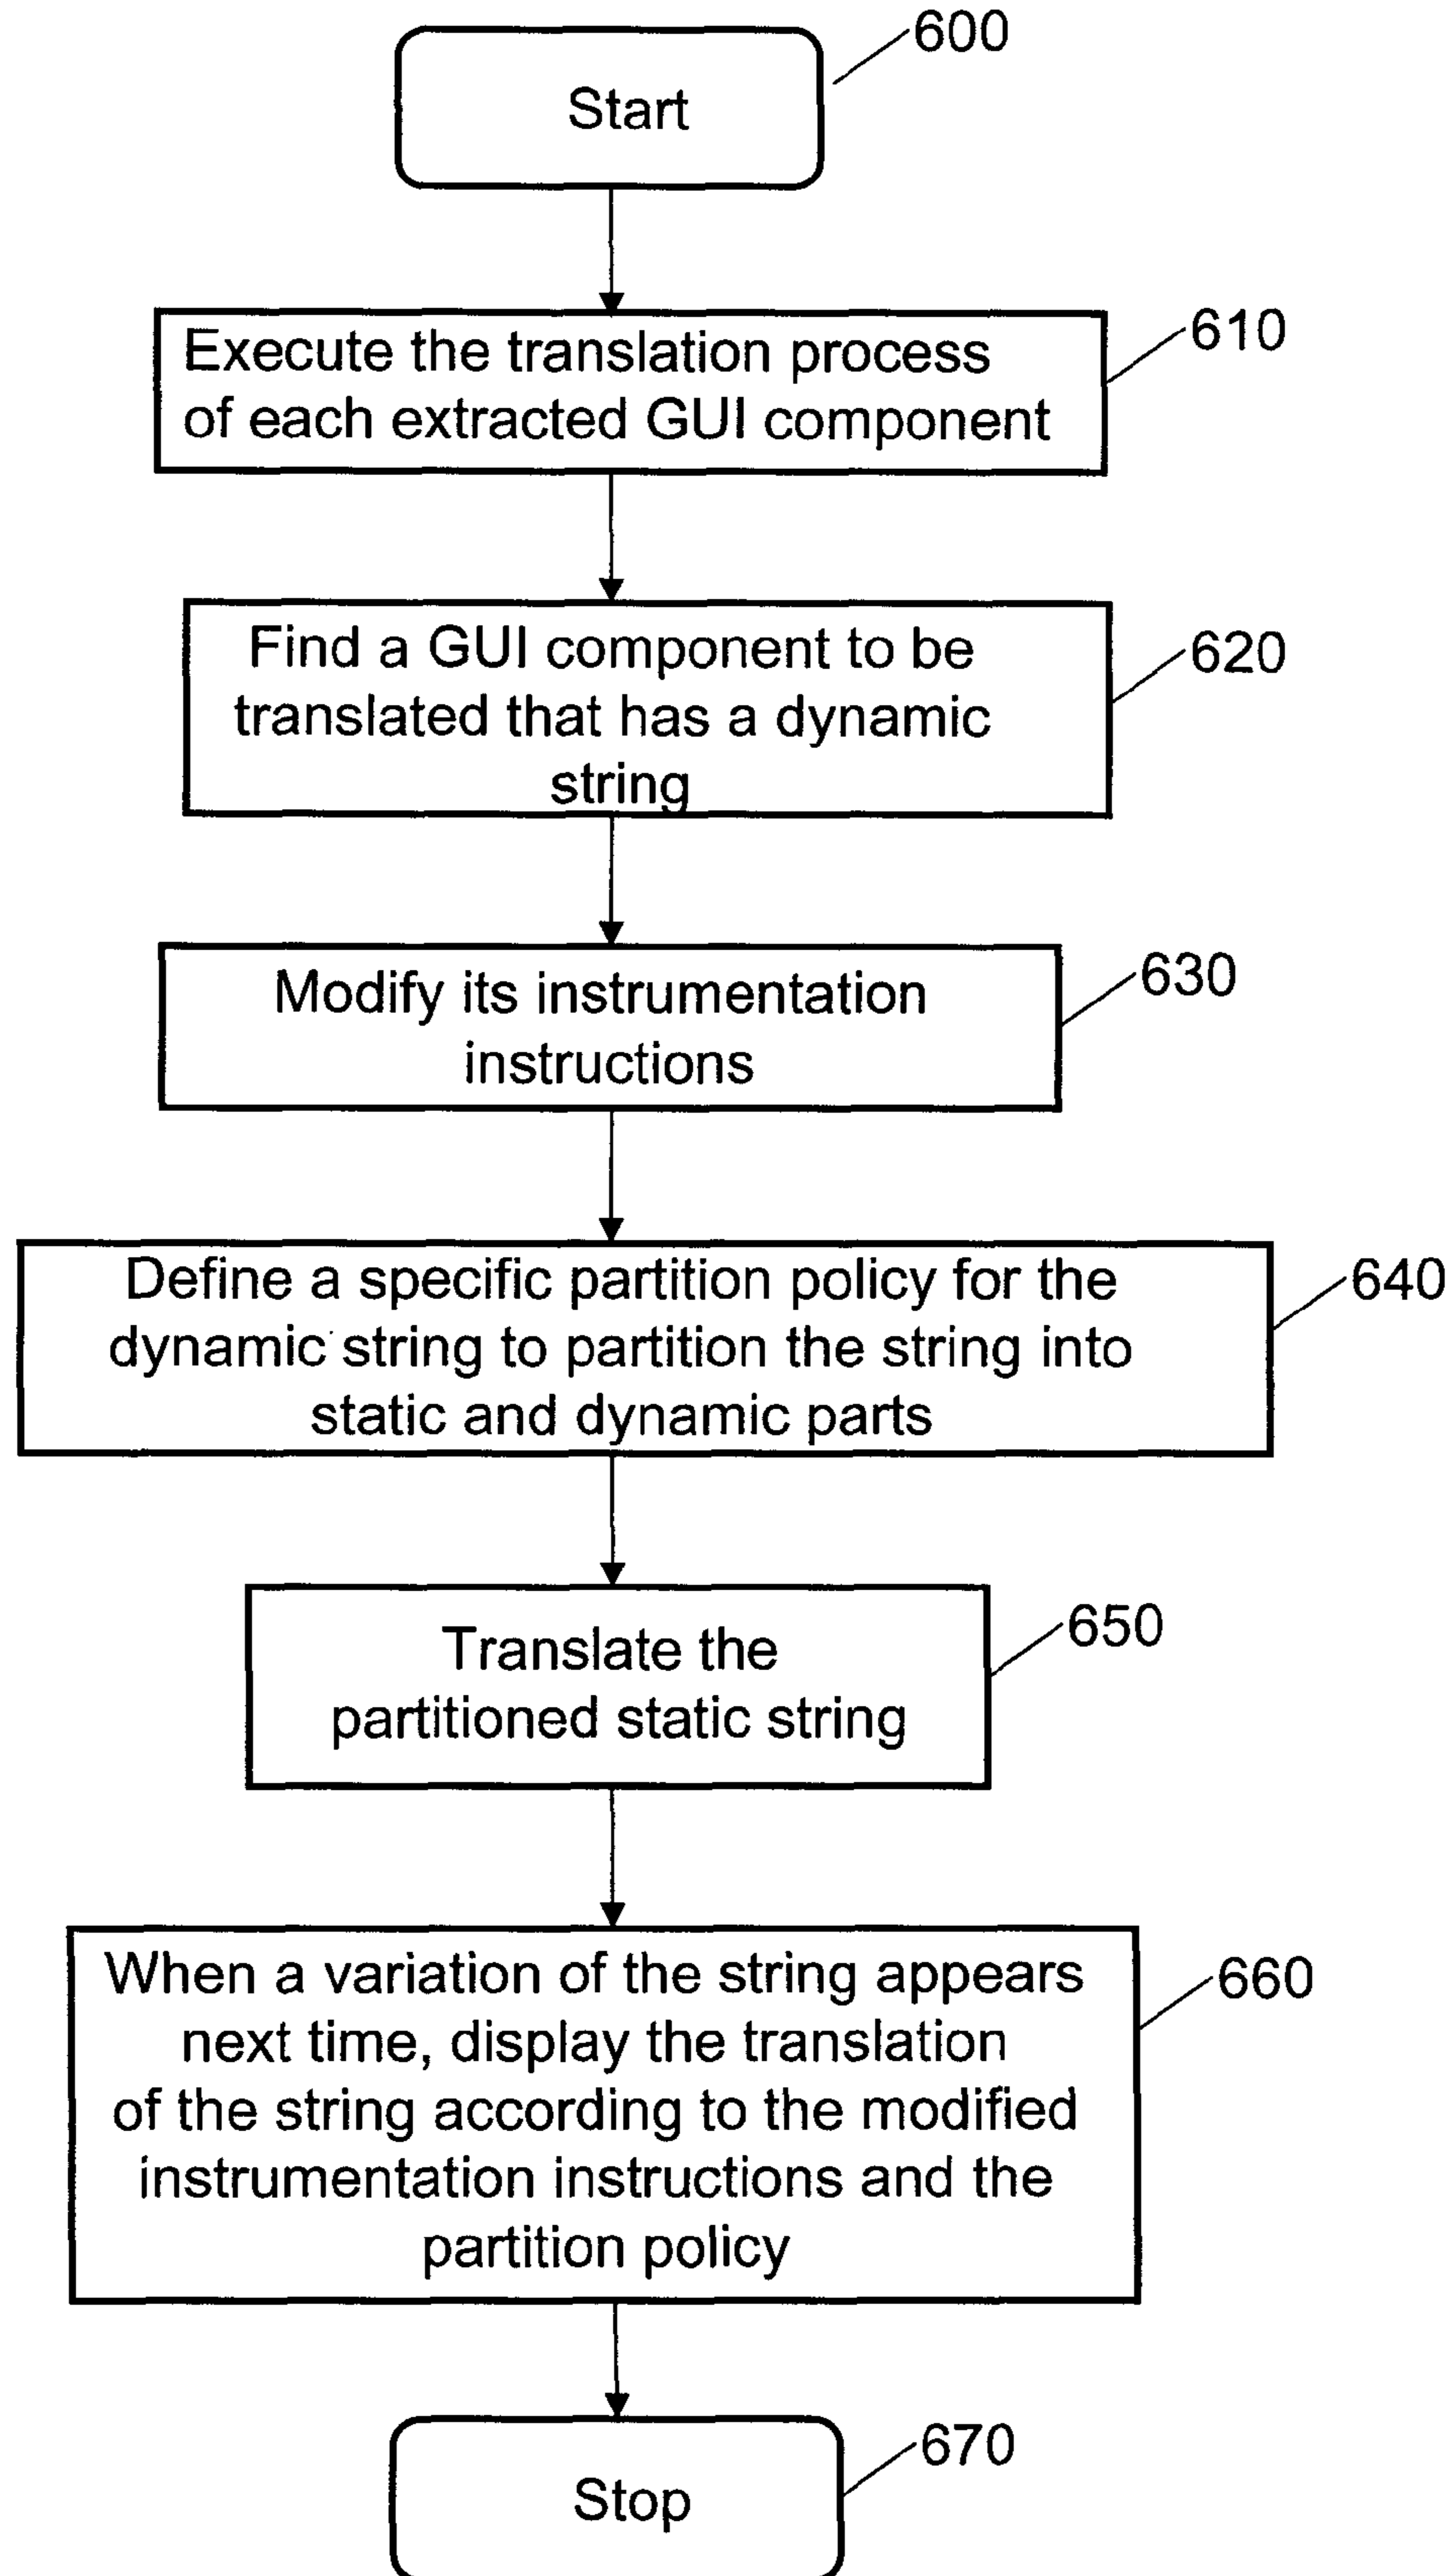 600
Start
610
Execute the translation process
of each extracted GUI component
620
Find a GUI component to be
translated that has a dynamic
string
630
Modify its instrumentation
instructions
640
Define a specific partition policy for the
dynamic string to partition the string into
static and dynamic parts
650
Translate the
partitioned static string
660
When a variation of the string appears
next time, display the translation
of the string according to the modified
instrumentation instructions and the
partition policy
670
Stop